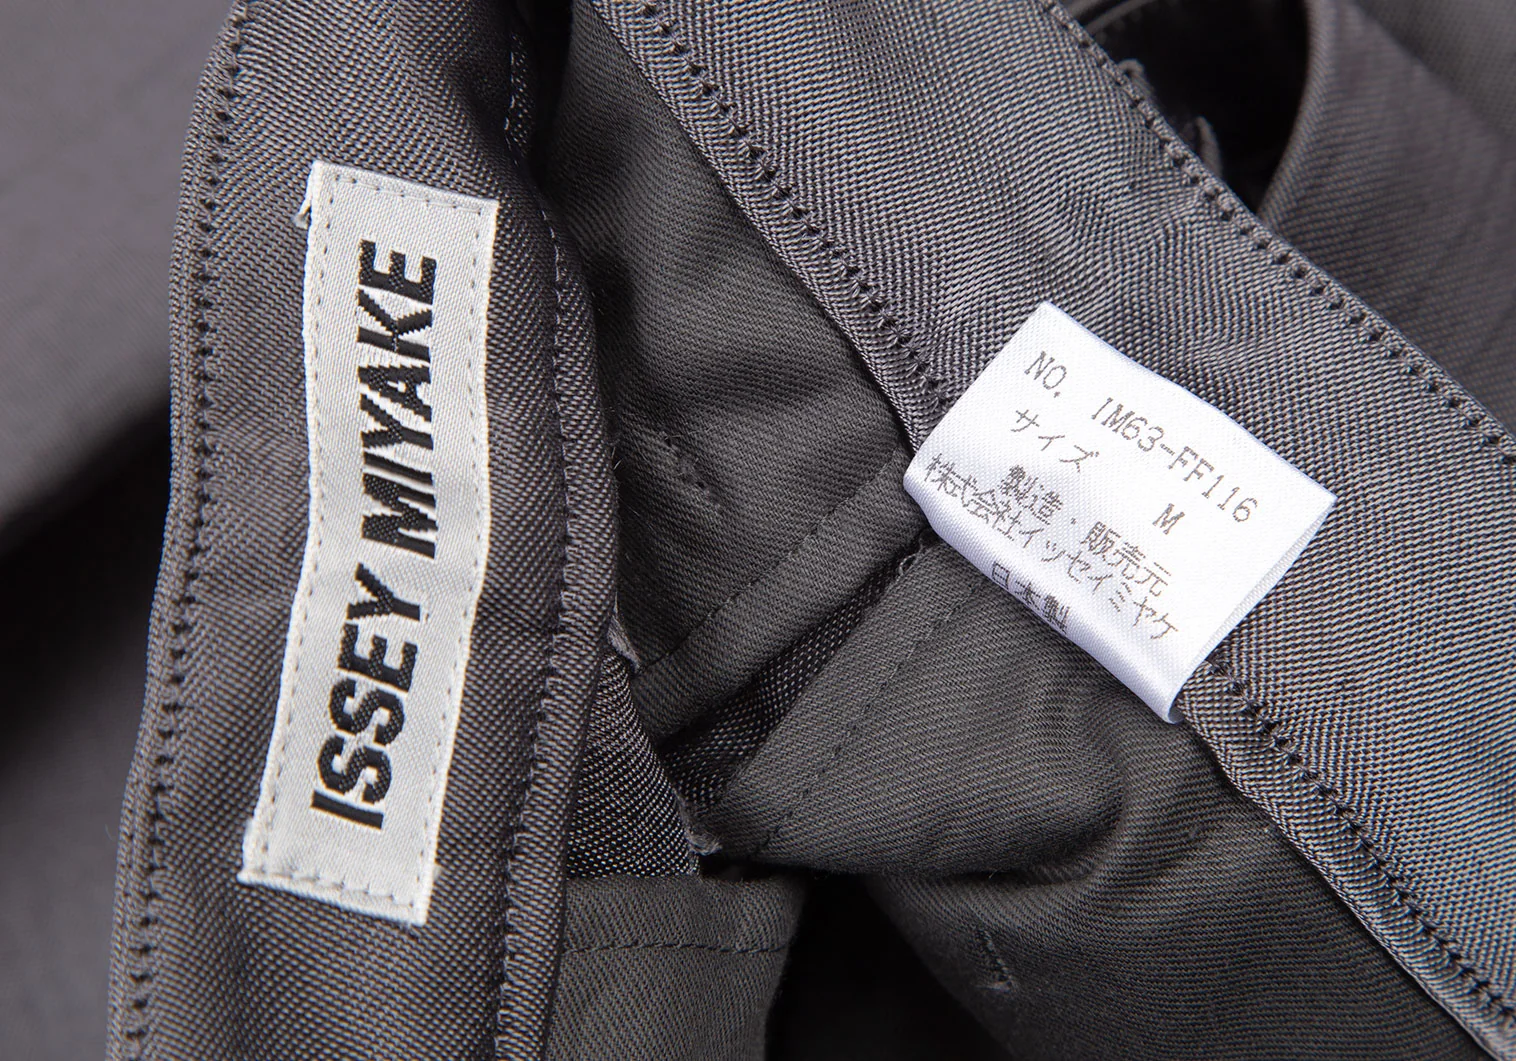 ISSEY MIYAKE
NO. IM63-FF116
サイズ M
製造・販売元
株式会社イッセイミヤケ
日本製